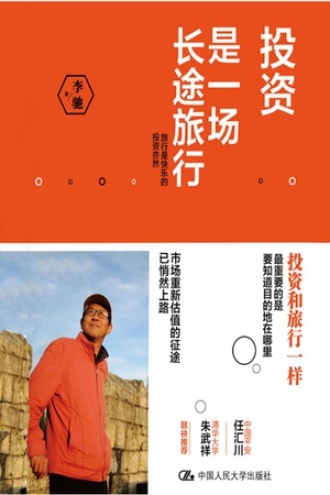 投资
是一场
长途旅行
李驰
著
旅行是快乐的
投资亦然
投资和旅行一样
最重要的是
要知道目的地在哪里
市场重新估值的征途
已悄然上路
中国平安
任汇川
清华大学
朱武祥
联袂推荐
中国人民大学出版社